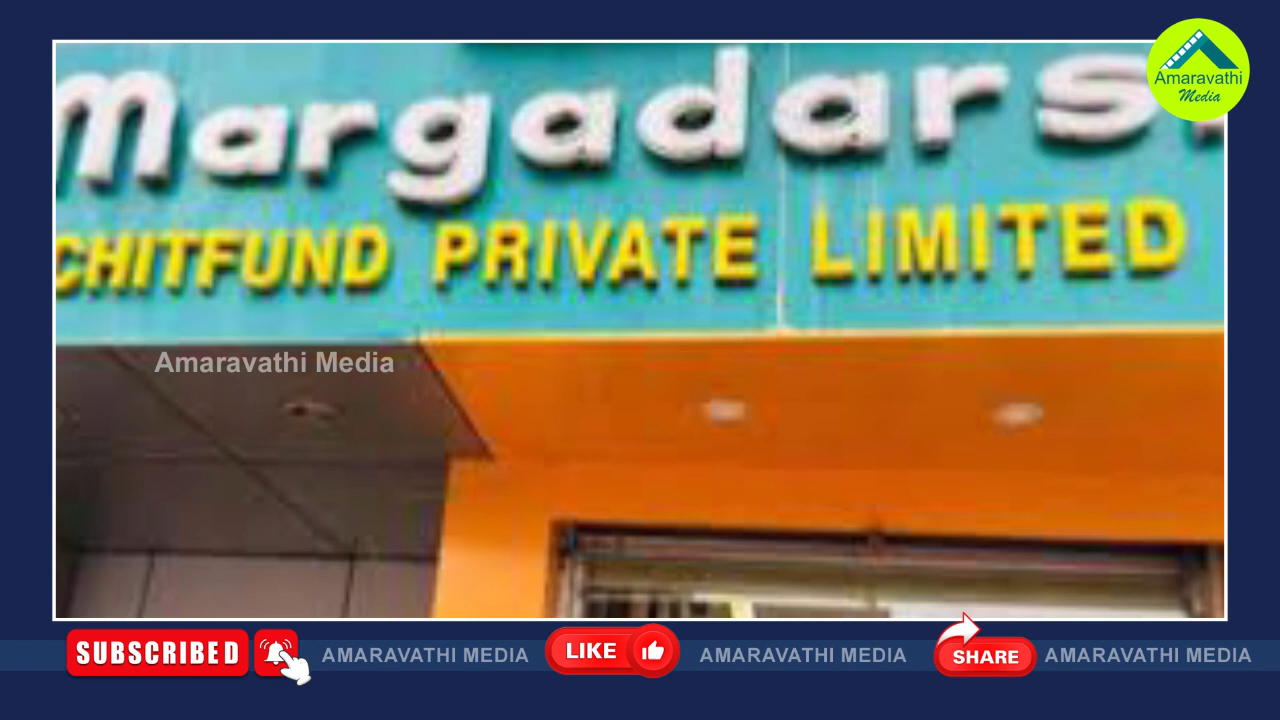 Amaravathi
Media
Margadars
CHITFUND PRIVATE LIMITED
Amaravathi Media
SUBSCRIBED
AMARAVATHI MEDIA
LIKE
AMARAVATHI MEDIA
SHARE
AMARAVATHI MEDIA